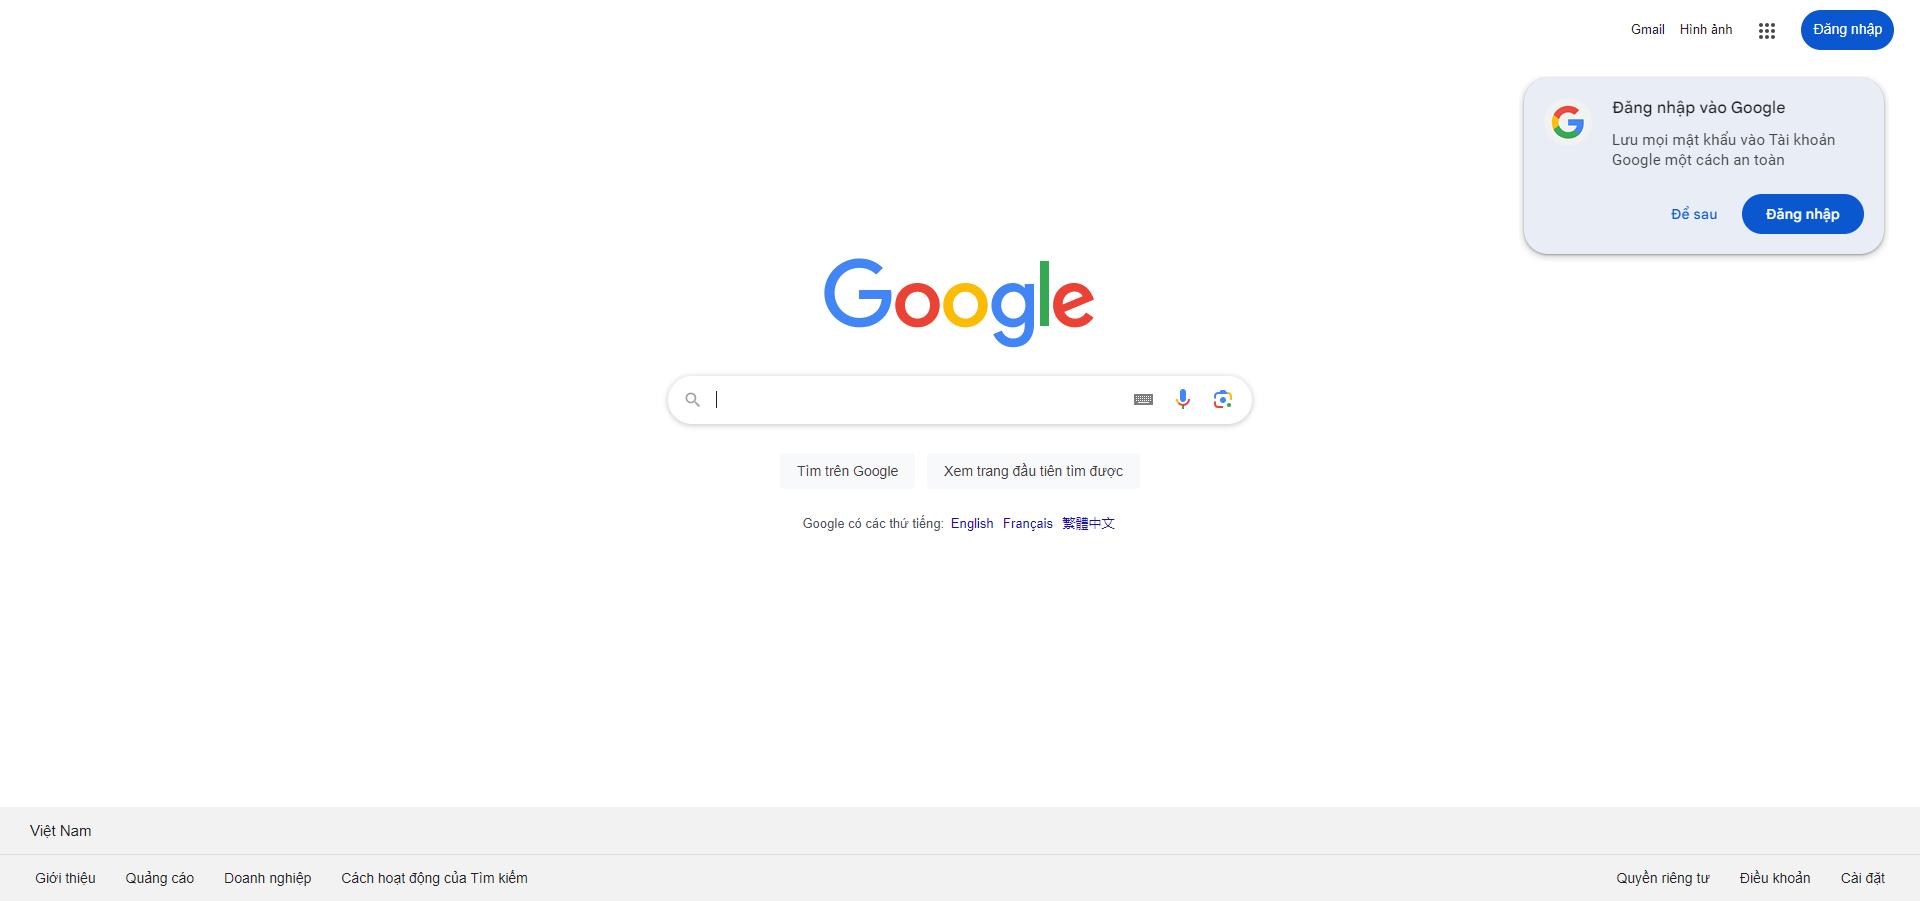 Gmail Hình ảnh Đăng nhập
Đăng nhập vào Google
Lưu mọi mật khẩu vào Tài khoản
Google một cách an toàn
Để sau Đăng nhập
Google
Tìm trên Google Xem trang đầu tiên tìm được
Google có các thứ tiếng: English Français 繁體中文
Việt Nam
Giới thiệu Quảng cáo Doanh nghiệp Cách hoạt động của Tìm kiếm Quyền riêng tư Điều khoản Cài đặt